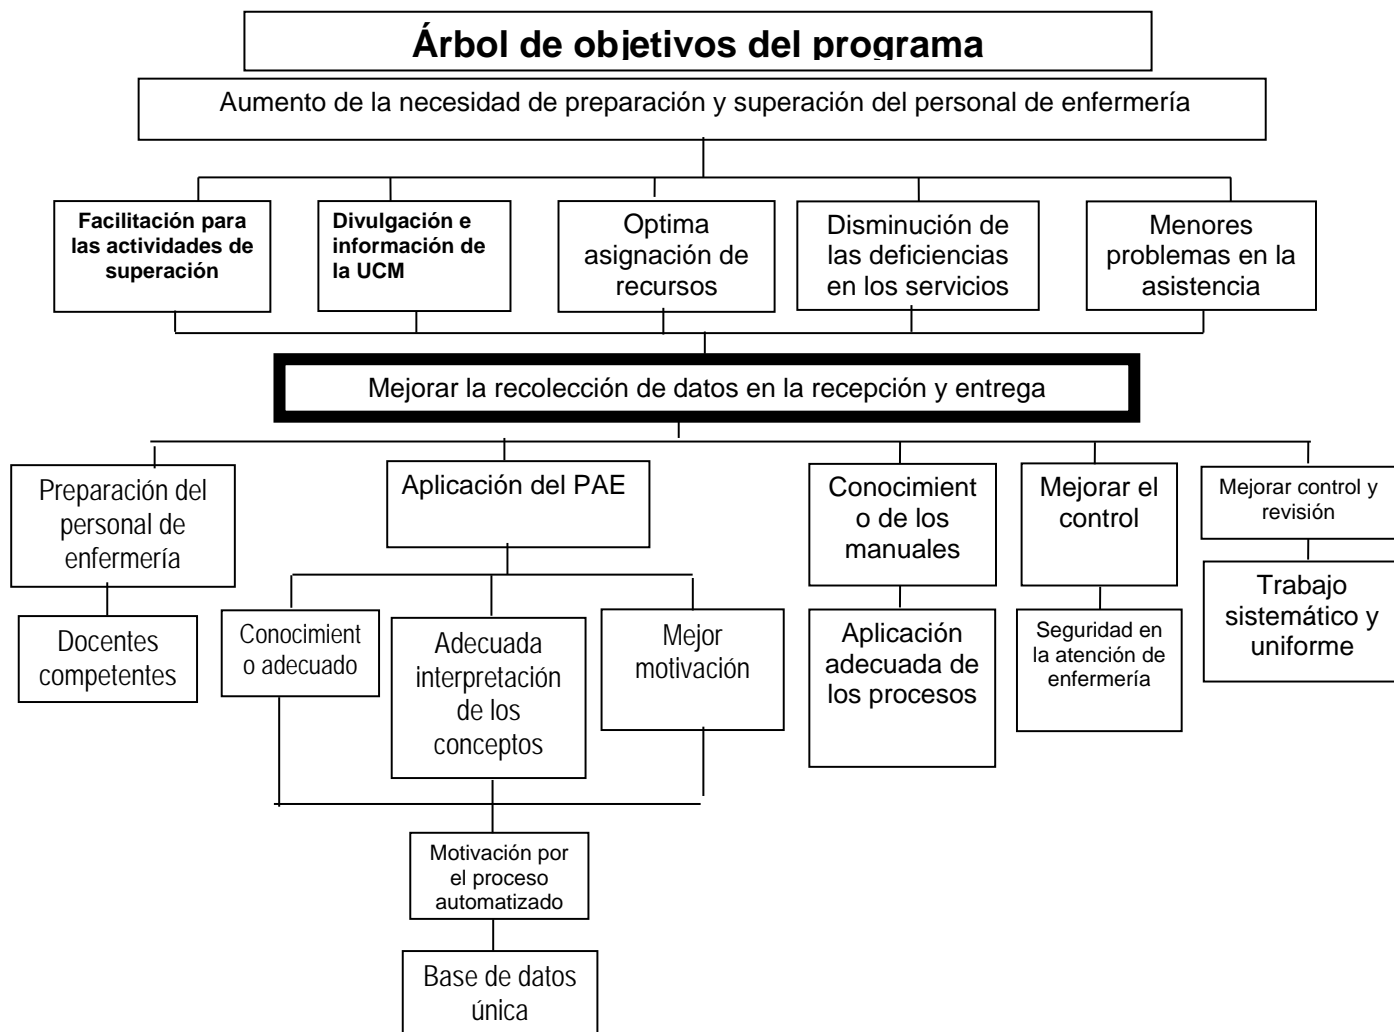 Árbol de objetivos del programa
Aumento de la necesidad de preparación y superación del personal de enfermería
Facilitación para
las actividades de
superación
Divulgación e
información de
la UCM
Optima
asignación de
recursos
Disminución de
las deficiencias
en los servicios
Menores
problemas en la
asistencia
Mejorar la recolección de datos en la recepción y entrega
Preparación del
personal de
enfermería
Aplicación del PAE
Conocimient
o de los
manuales
Mejorar el
control
Mejorar control y
revisión
Docentes
competentes
Conocimient
o adecuado
Adecuada
interpretación
de los
conceptos
Mejor
motivación
Aplicación
adecuada de
los procesos
Seguridad en
la atención de
enfermería
Trabajo
sistemático y
uniforme
Motivación por
el proceso
automatizado
Base de datos
única